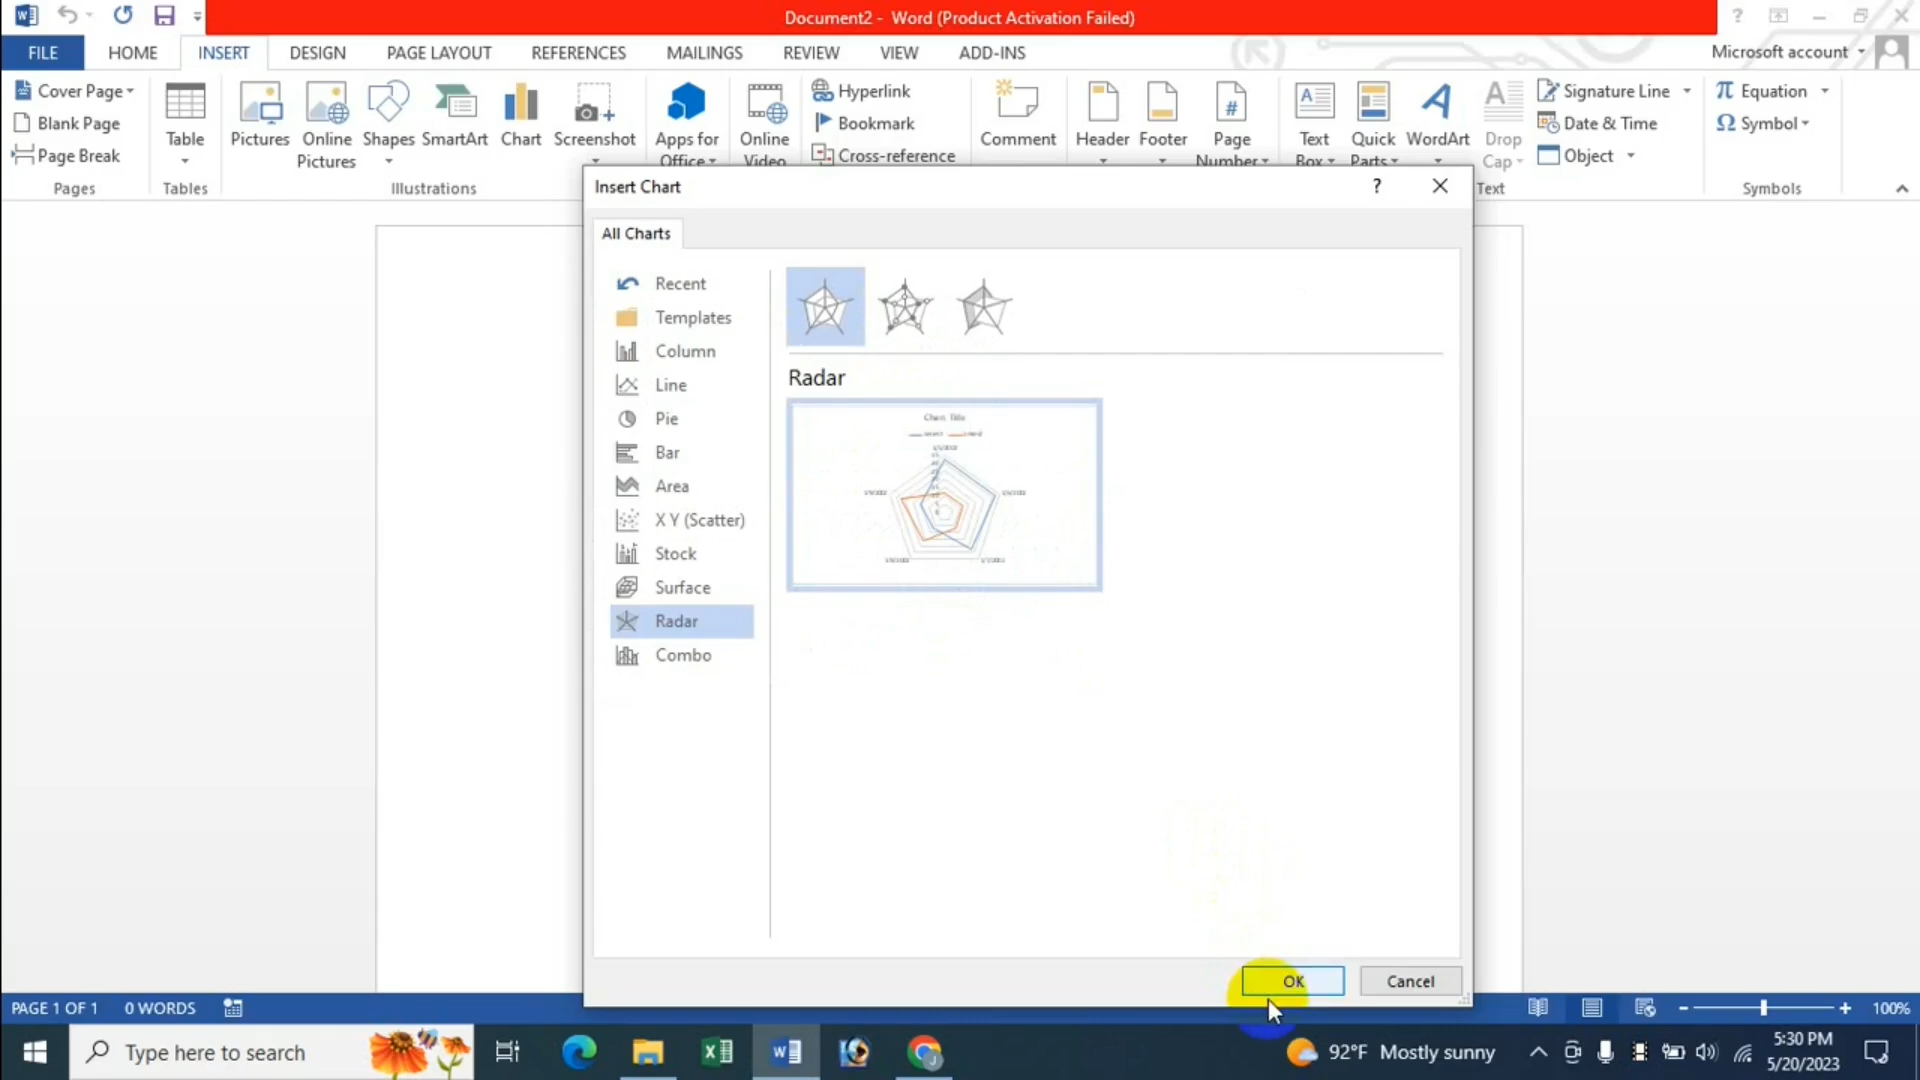 Document2 - Word (Product Activation Failed)
FILE HOME INSERT DESIGN PAGE LAYOUT REFERENCES MAILINGS REVIEW VIEW ADD-INS Microsoft account
Cover Page
Blank Page
Page Break
Pages
Table
Tables
Pictures
Online
Pictures
Shapes
SmartArt
Chart
Screenshot
Illustrations
Apps for
Office
Online
Video
Hyperlink
Bookmark
Cross-reference
Comment
Header
Footer
Page
Number
Text
Box
Quick
Parts
WordArt
Drop
Cap
Signature Line
Date & Time
Object
Text
π Equation
Ω Symbol
Symbols
Insert Chart
All Charts
Recent
Templates
Column
Line
Pie
Bar
Area
X Y (Scatter)
Stock
Surface
Radar
Combo
Radar
Chart Title
OK
Cancel
PAGE 1 OF 1 0 WORDS 100%
Type here to search
92°F Mostly sunny
5:30 PM
5/20/2023